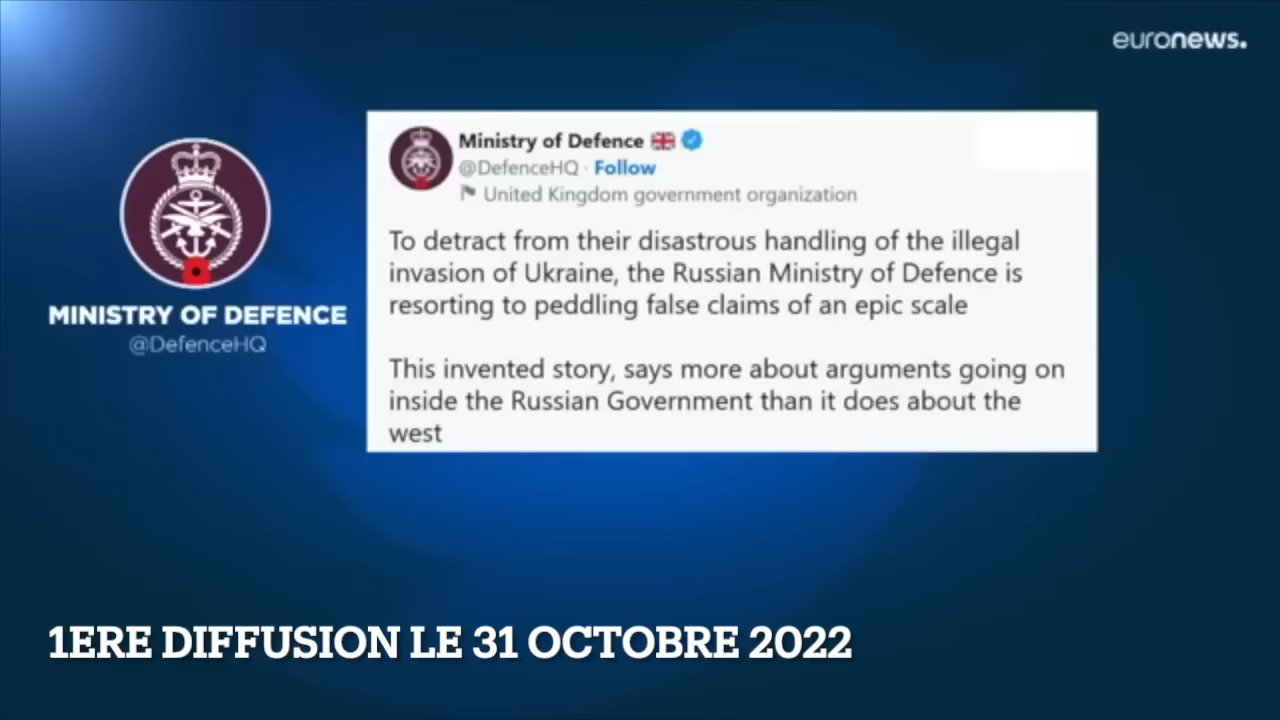 euronews.
Ministry of Defence
@DefenceHQ · Follow
United Kingdom government organization
To detract from their disastrous handling of the illegal
invasion of Ukraine, the Russian Ministry of Defence is
resorting to peddling false claims of an epic scale
This invented story, says more about arguments going on
inside the Russian Government than it does about the
west
MINISTRY OF DEFENCE
@DefenceHQ
1ERE DIFFUSION LE 31 OCTOBRE 2022